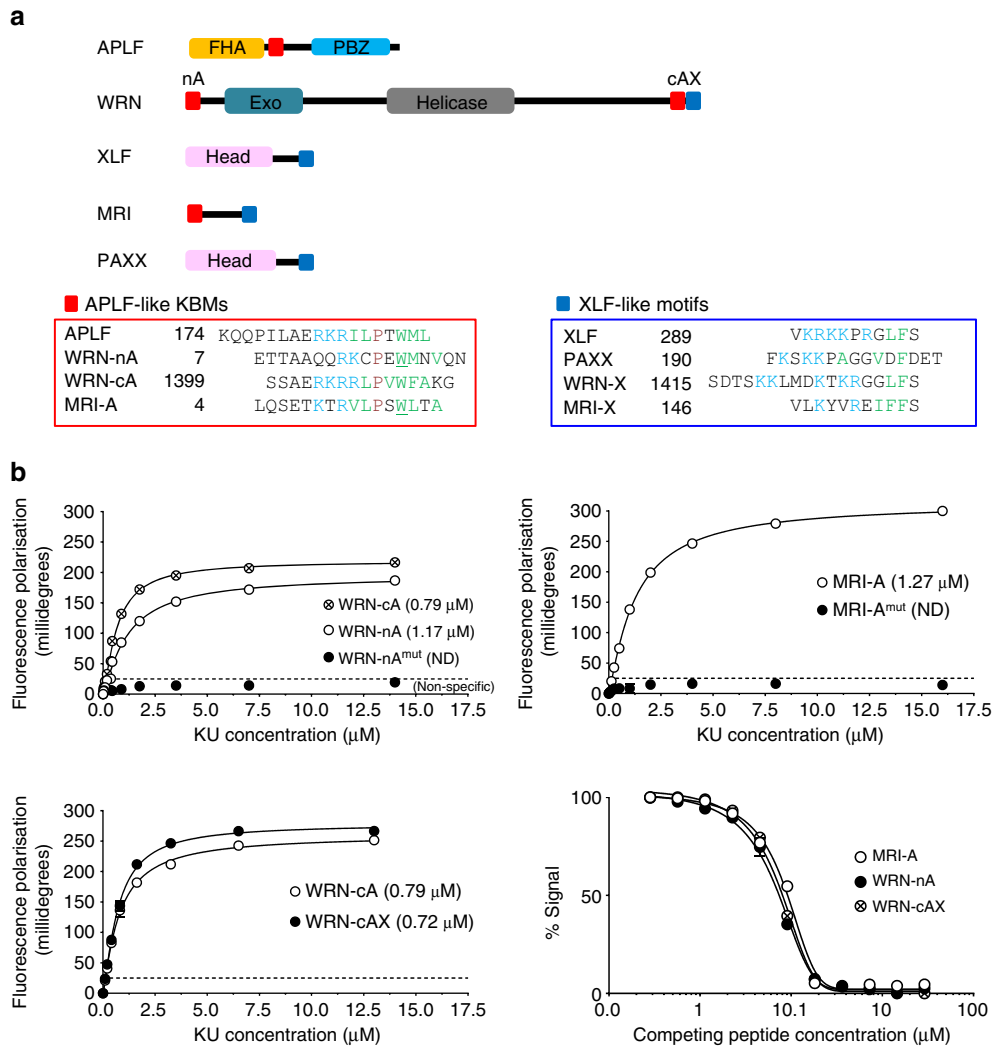 a
APLF FHA PBZ
nA cAX
WRN Exo Helicase
XLF Head
MRI
PAXX Head
APLF-like KBMs
APLF 174 KQQPILAERKRILPTWML
WRN-nA 7 ETTAAQQRKCPEWMNVQN
WRN-cA 1399 SSAERKRRLPVWFAKG
MRI-A 4 LQSETKTRVLPSWLTA
XLF-like motifs
XLF 289 VKRKKPRGLFS
PAXX 190 FKSKKPAGGVDFDET
WRN-X 1415 SDTSKKLMDKTKRGGLFS
MRI-X 146 VLKYVREIFFS
b
Fluorescence polarisation
(millidegrees)
300
250
200
150
100
50
0
WRN-cA (0.79 μM)
WRN-nA (1.17 μM)
WRN-nAmut (ND)
(Non-specific)
0.0 2.5 5.0 7.5 10.0 12.5 15.0 17.5
KU concentration (μM)
Fluorescence polarisation
(millidegrees)
300
250
200
150
100
50
0
MRI-A (1.27 μM)
MRI-Amut (ND)
0.0 2.5 5.0 7.5 10.0 12.5 15.0 17.5
KU concentration (μM)
Fluorescence polarisation
(millidegrees)
300
250
200
150
100
50
0
WRN-cA (0.79 μM)
WRN-cAX (0.72 μM)
0.0 2.5 5.0 7.5 10.0 12.5 15.0 17.5
KU concentration (μM)
% Signal
100
50
0
MRI-A
WRN-nA
WRN-cAX
0.0 1 10.1 10 100
Competing peptide concentration (μM)